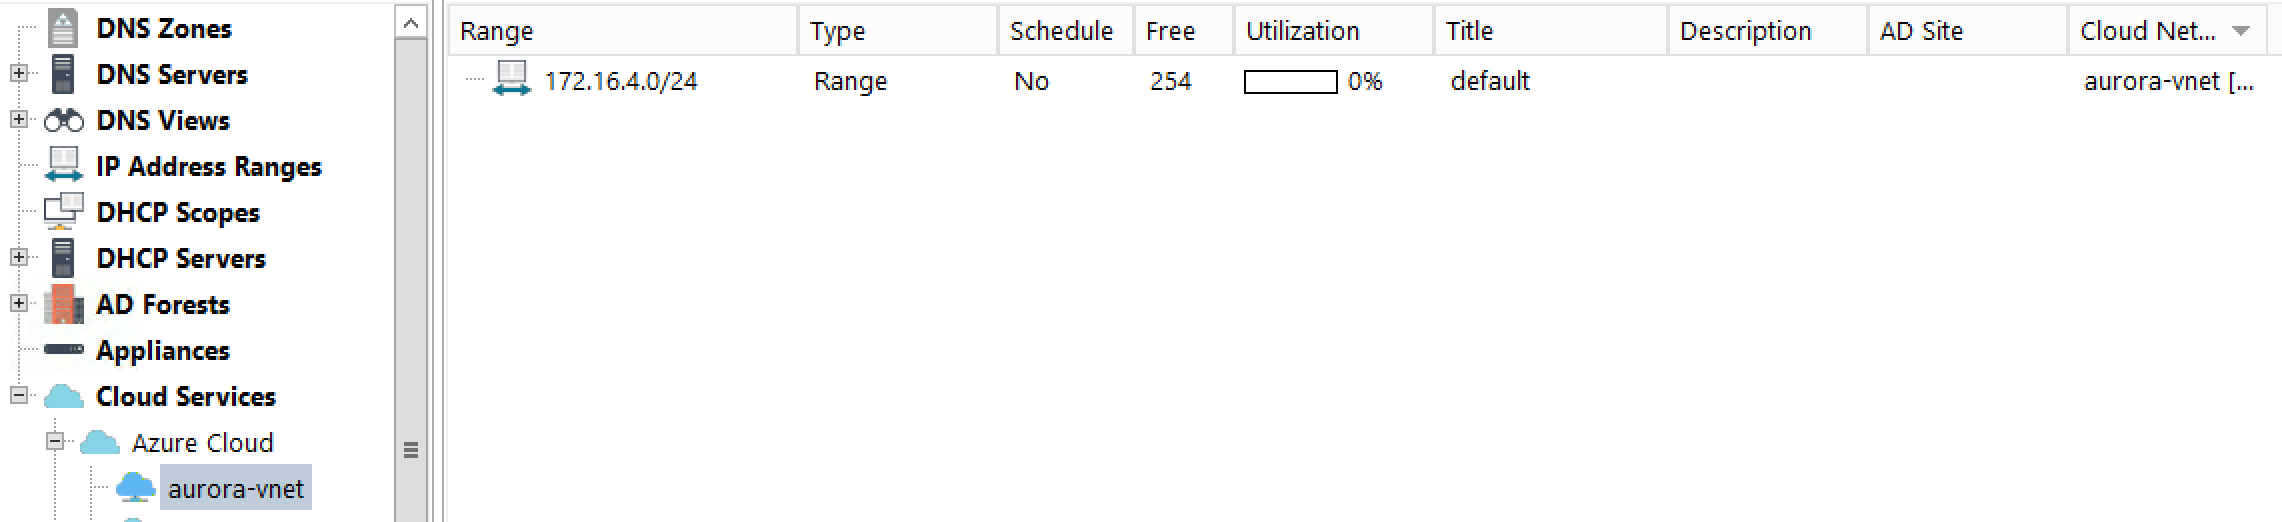 DNS Zones
DNS Servers
DNS Views
IP Address Ranges
DHCP Scopes
DHCP Servers
AD Forests
Appliances
Cloud Services
Azure Cloud
aurora-vnet
Range Type Schedule Free Utilization Title Description AD Site Cloud Net...
172.16.4.0/24 Range No 254 0% default aurora-vnet [...